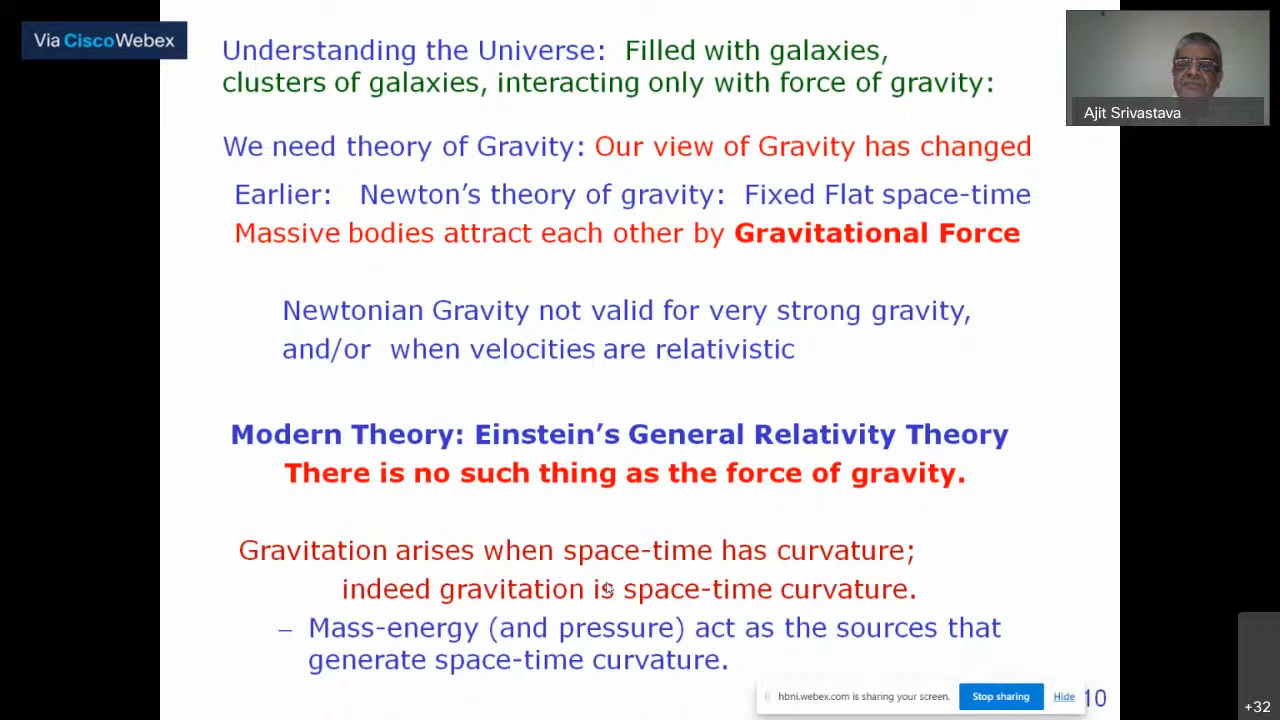 Via Cisco Webex
Understanding the Universe: Filled with galaxies,
clusters of galaxies, interacting only with force of gravity:
Ajit Srivastava
We need theory of Gravity: Our view of Gravity has changed
Earlier: Newton's theory of gravity: Fixed Flat space-time
Massive bodies attract each other by Gravitational Force
Newtonian Gravity not valid for very strong gravity,
and/or when velocities are relativistic
Modern Theory: Einstein's General Relativity Theory
There is no such thing as the force of gravity.
Gravitation arises when space-time has curvature;
indeed gravitation is space-time curvature.
– Mass-energy (and pressure) act as the sources that
generate space-time curvature.
hbni.webex.com is sharing your screen. Stop sharing Hide
10
+32